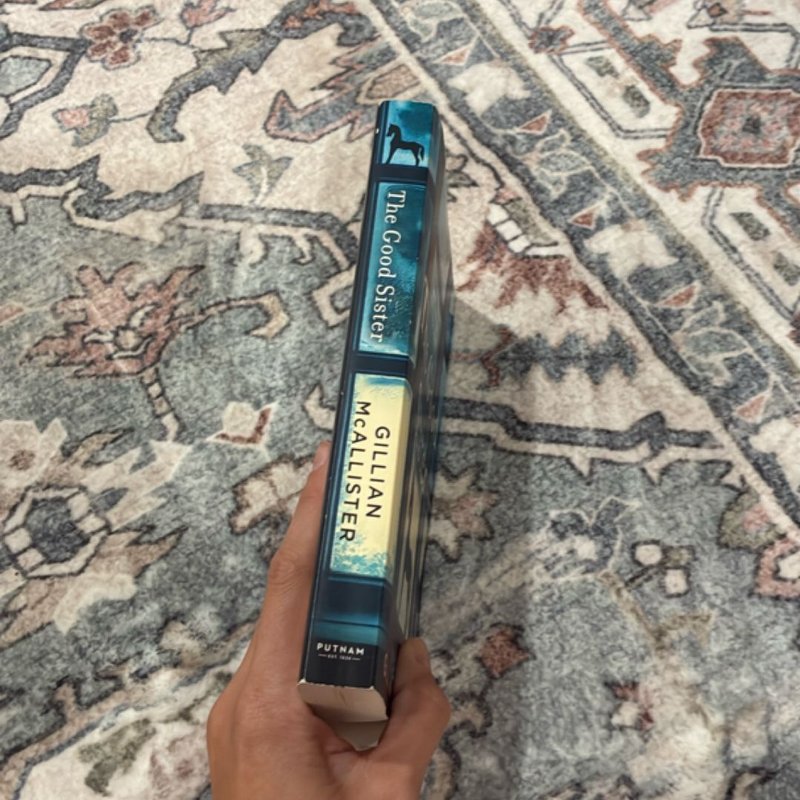 The Good Sister
GILLIAN
McALLISTER
PUTNAM
EST. 1838